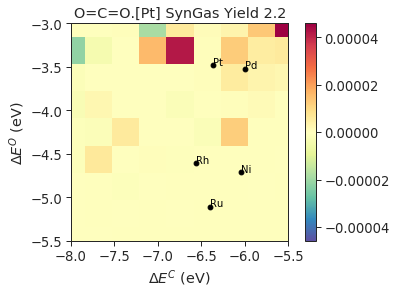 O=C=O.[Pt] SynGas Yield 2.2
−3.0
−3.5
−4.0
−4.5
−5.0
−5.5
ΔE^O (eV)
Pt
Pd
Rh
Ni
Ru
−8.0 −7.5 −7.0 −6.5 −6.0 −5.5
ΔE^C (eV)
0.00004
0.00002
0.00000
−0.00002
−0.00004